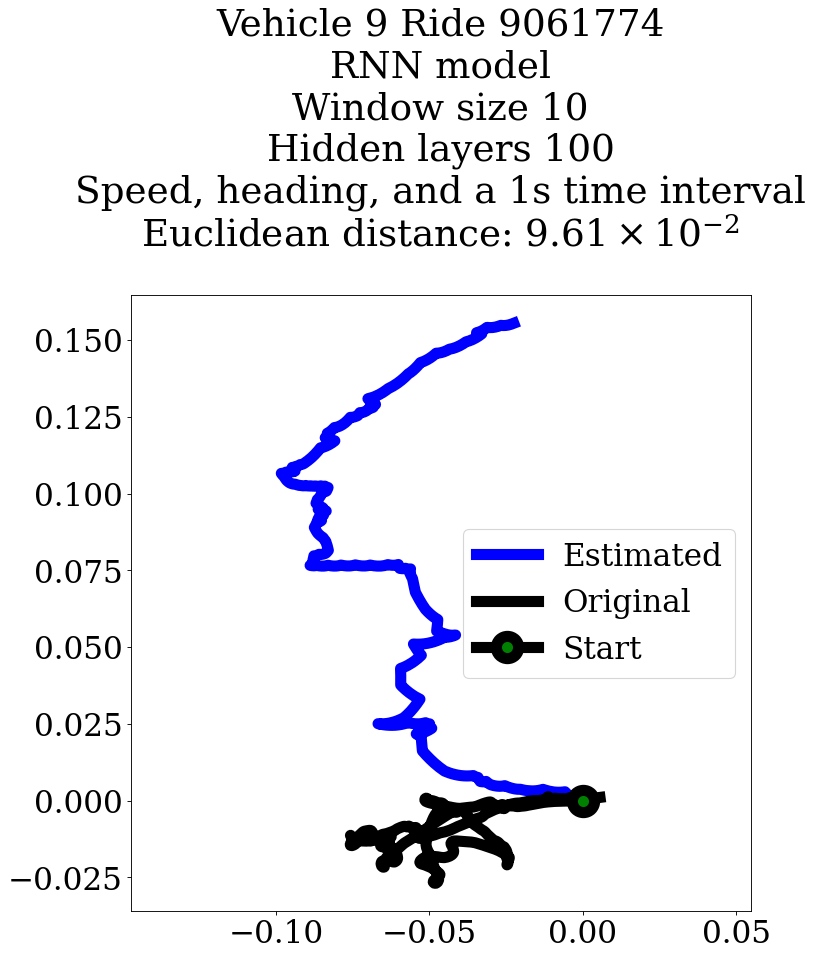 Vehicle 9 Ride 9061774
RNN model
Window size 10
Hidden layers 100
Speed, heading, and a 1s time interval
Euclidean distance: 9.61 × 10⁻²
0.150
0.125
0.100
0.075
0.050
0.025
0.000
−0.025
Estimated
Original
Start
−0.10 −0.05 0.00 0.05